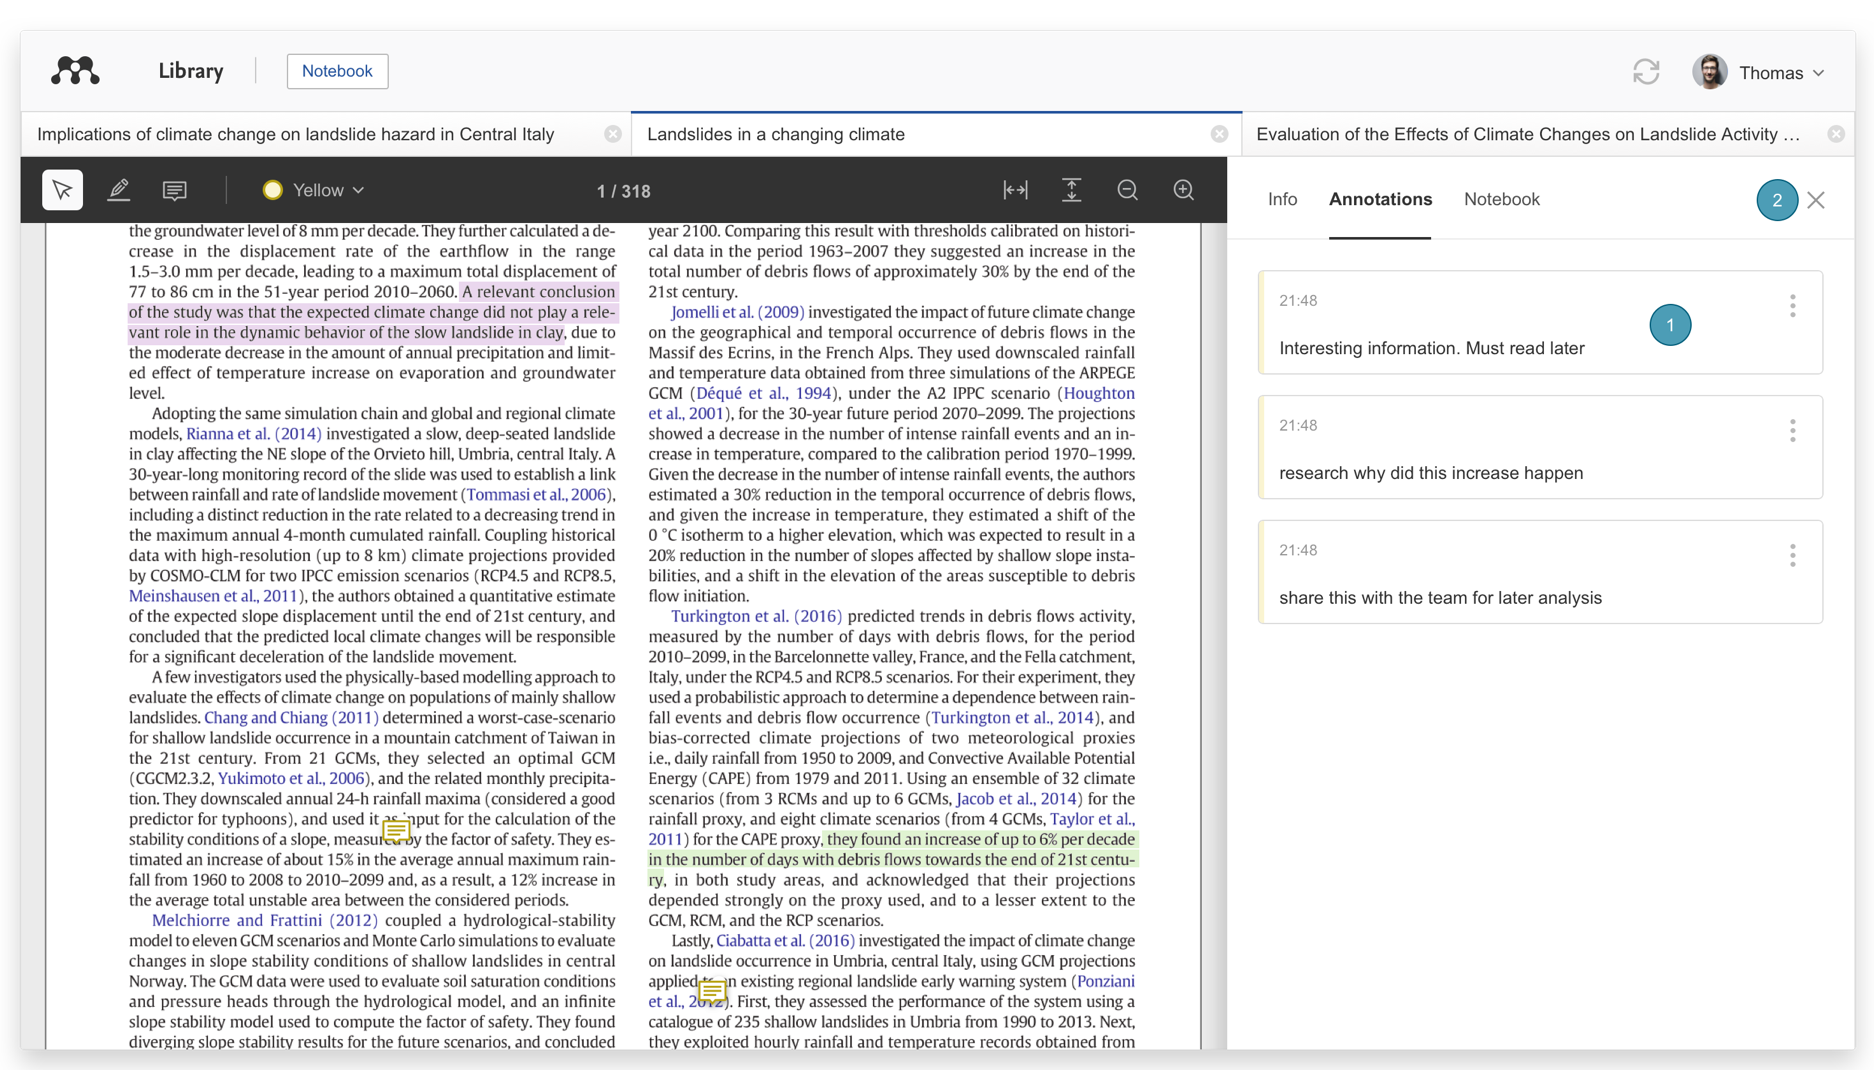 Library
Notebook
Thomas
Implications of climate change on landslide hazard in Central Italy
Landslides in a changing climate
Evaluation of the Effects of Climate Changes on Landslide Activity ...
Yellow
1 / 318
the groundwater level of 8 mm per decade. They further calculated a de-
crease in the displacement rate of the earthflow in the range
1.5–3.0 mm per decade, leading to a maximum total displacement of
77 to 86 cm in the 51-year period 2010–2060. A relevant conclusion
of the study was that the expected climate change did not play a rele-
vant role in the dynamic behavior of the slow landslide in clay, due to
the moderate decrease in the amount of annual precipitation and limit-
ed effect of temperature increase on evaporation and groundwater
level.
Adopting the same simulation chain and global and regional climate
models, Rianna et al. (2014) investigated a slow, deep-seated landslide
in clay affecting the NE slope of the Orvieto hill, Umbria, central Italy. A
30-year-long monitoring record of the slide was used to establish a link
between rainfall and rate of landslide movement (Tommasi et al., 2006),
including a distinct reduction in the rate related to a decreasing trend in
the maximum annual 4-month cumulated rainfall. Coupling historical
data with high-resolution (up to 8 km) climate projections provided
by COSMO-CLM for two IPCC emission scenarios (RCP4.5 and RCP8.5,
Meinshausen et al., 2011), the authors obtained a quantitative estimate
of the expected slope displacement until the end of 21st century, and
concluded that the predicted local climate changes will be responsible
for a significant deceleration of the landslide movement.
A few investigators used the physically-based modelling approach to
evaluate the effects of climate change on populations of mainly shallow
landslides. Chang and Chiang (2011) determined a worst-case-scenario
for shallow landslide occurrence in a mountain catchment of Taiwan in
the 21st century. From 21 GCMs, they selected an optimal GCM
(CGCM2.3.2, Yukimoto et al., 2006), and the related monthly precipita-
tion. They downscaled annual 24-h rainfall maxima (considered a good
predictor for typhoons), and used it as input for the calculation of the
stability conditions of a slope, measured by the factor of safety. They es-
timated an increase of about 15% in the average annual maximum rain-
fall from 1960 to 2008 to 2010–2099 and, as a result, a 12% increase in
the average total unstable area between the considered periods.
Melchiorre and Frattini (2012) coupled a hydrological-stability
model to eleven GCM scenarios and Monte Carlo simulations to evaluate
changes in slope stability conditions of shallow landslides in central
Norway. The GCM data were used to evaluate soil saturation conditions
and pressure heads through the hydrological model, and an infinite
slope stability model used to compute the factor of safety. They found
diverging slope stability results for the future scenarios, and concluded
year 2100. Comparing this result with thresholds calibrated on histori-
cal data in the period 1963–2007 they suggested an increase in the
total number of debris flows of approximately 30% by the end of the
21st century.
Jomelli et al. (2009) investigated the impact of future climate change
on the geographical and temporal occurrence of debris flows in the
Massif des Ecrins, in the French Alps. They used downscaled rainfall
and temperature data obtained from three simulations of the ARPEGE
GCM (Déqué et al., 1994), under the A2 IPPC scenario (Houghton
et al., 2001), for the 30-year future period 2070–2099. The projections
showed a decrease in the number of intense rainfall events and an in-
crease in temperature, compared to the calibration period 1970–1999.
Given the decrease in the number of intense rainfall events, the authors
estimated a 30% reduction in the temporal occurrence of debris flows,
and given the increase in temperature, they estimated a shift of the
0 °C isotherm to a higher elevation, which was expected to result in a
20% reduction in the number of slopes affected by shallow slope insta-
bilities, and a shift in the elevation of the areas susceptible to debris
flow initiation.
Turkington et al. (2016) predicted trends in debris flows activity,
measured by the number of days with debris flows, for the period
2010–2099, in the Barcelonnette valley, France, and the Fella catchment,
Italy, under the RCP4.5 and RCP8.5 scenarios. For their experiment, they
used a probabilistic approach to determine a dependence between rain-
fall events and debris flow occurrence (Turkington et al., 2014), and
bias-corrected climate projections of two meteorological proxies
i.e., daily rainfall from 1950 to 2009, and Convective Available Potential
Energy (CAPE) from 1979 and 2011. Using an ensemble of 32 climate
scenarios (from 3 RCMs and up to 6 GCMs, Jacob et al., 2014) for the
rainfall proxy, and eight climate scenarios (from 4 GCMs, Taylor et al.,
2011) for the CAPE proxy, they found an increase of up to 6% per decade
in the number of days with debris flows towards the end of 21st centu-
ry, in both study areas, and acknowledged that their projections
depended strongly on the proxy used, and to a lesser extent to the
GCM, RCM, and the RCP scenarios.
Lastly, Ciabatta et al. (2016) investigated the impact of climate change
on landslide occurrence in Umbria, central Italy, using GCM projections
applied to an existing regional landslide early warning system (Ponziani
et al., 2012). First, they assessed the performance of the system using a
catalogue of 235 shallow landslides in Umbria from 1990 to 2013. Next,
they exploited hourly rainfall and temperature records obtained from
Info
Annotations
Notebook
2
21:48
1
Interesting information. Must read later
21:48
research why did this increase happen
21:48
share this with the team for later analysis